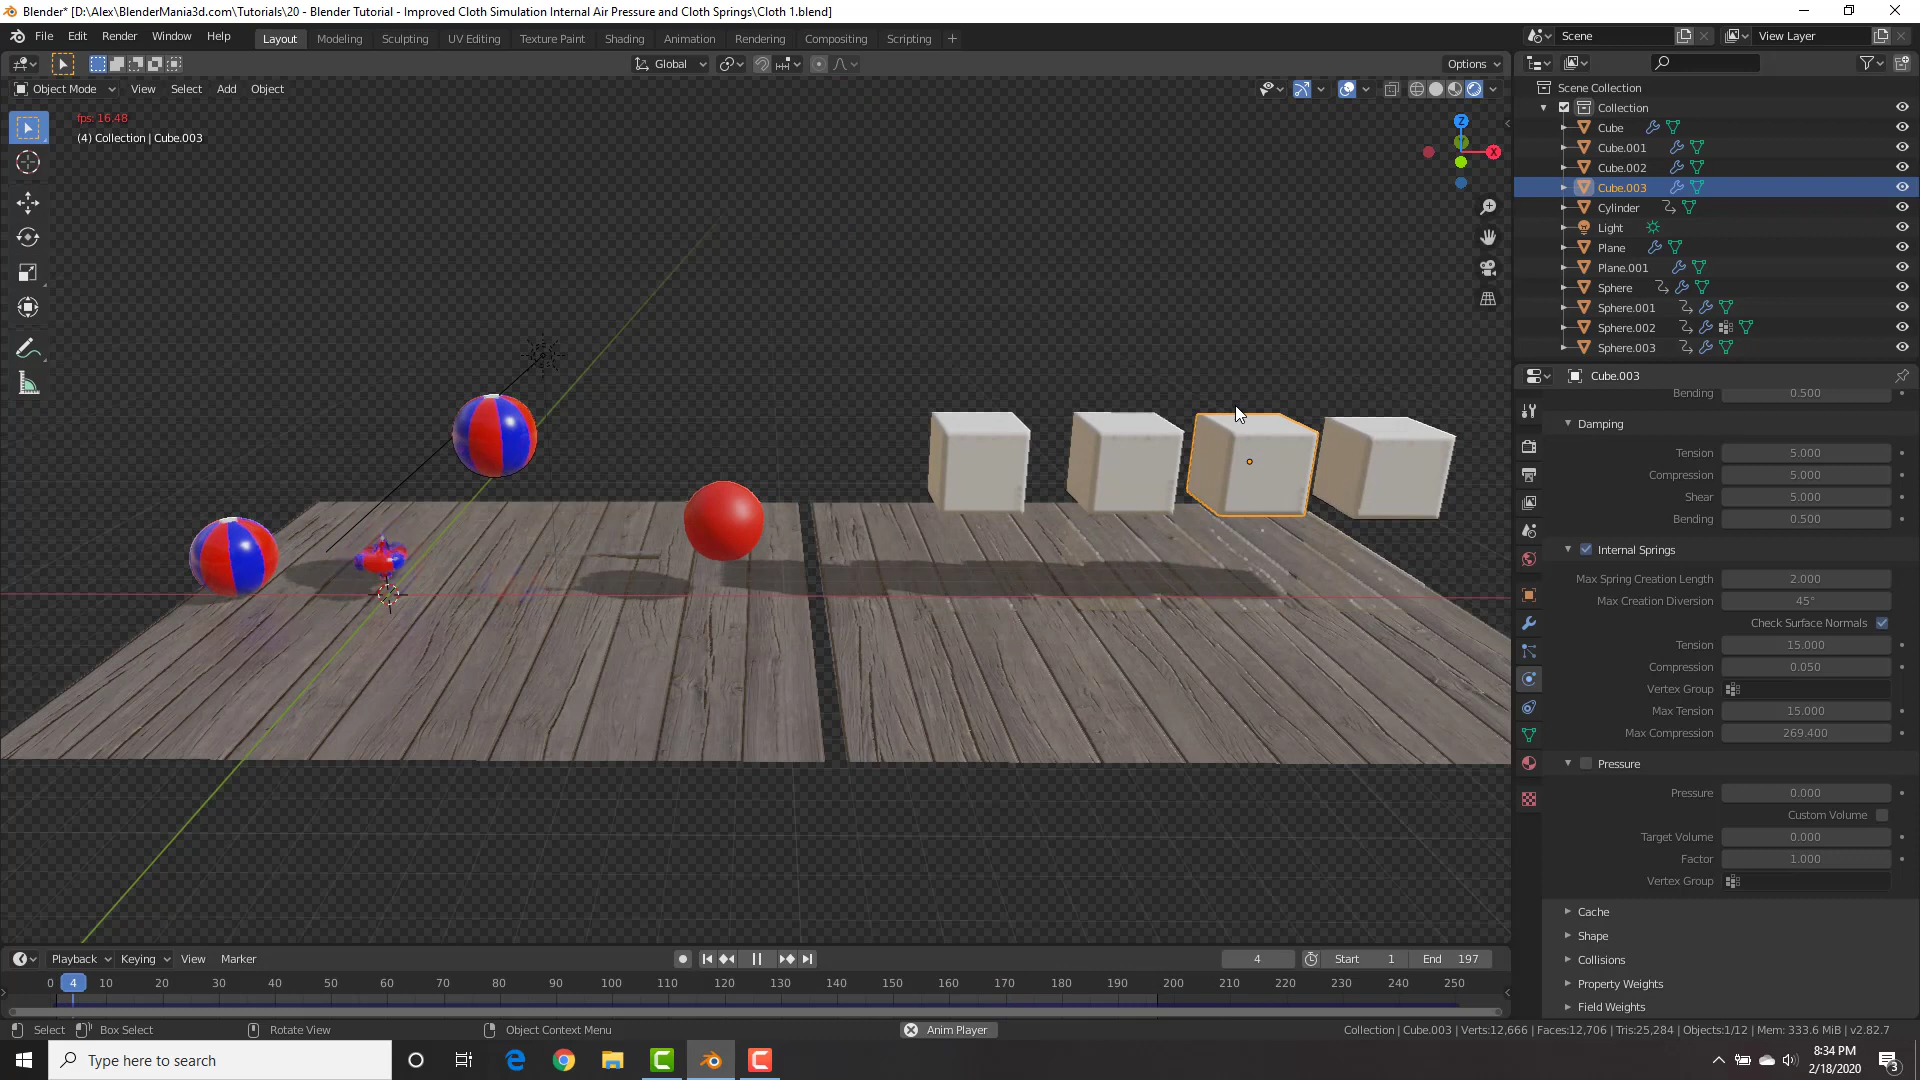 Blender* [D:\Alex\BlenderMania3d.com\Tutorials\20 - Blender Tutorial - Improved Cloth Simulation Internal Air Pressure and Cloth Springs\Cloth 1.blend]
File Edit Render Window Help
Layout Modeling Sculpting UV Editing Texture Paint Shading Animation Rendering Compositing Scripting +
Scene
View Layer
Global
Options
Object Mode View Select Add Object
fps: 16.48
(4) Collection | Cube.003
Z
X
Scene Collection
Collection
Cube
Cube.001
Cube.002
Cube.003
Cylinder
Light
Plane
Plane.001
Sphere
Sphere.001
Sphere.002
Sphere.003
Cube.003
Bending 0.500
Damping
Tension 5.000
Compression 5.000
Shear 5.000
Bending 0.500
Internal Springs
Max Spring Creation Length 2.000
Max Creation Diversion 45°
Check Surface Normals
Tension 15.000
Compression 0.050
Vertex Group
Max Tension 15.000
Max Compression 269.400
Pressure
Pressure 0.000
Custom Volume
Target Volume 0.000
Factor 1.000
Vertex Group
Cache
Shape
Collisions
Property Weights
Field Weights
Playback Keying View Marker
4 Start 1 End 197
0 4 10 20 30 40 50 60 70 80 90 100 110 120 130 140 150 160 170 180 190 200 210 220 230 240 250
Select Box Select Rotate View Object Context Menu Anim Player
Collection | Cube.003 | Verts:12,666 | Faces:12,706 | Tris:25,284 | Objects:1/12 | Mem: 333.6 MiB | v2.82.7
Type here to search
8:34 PM
2/18/2020
3